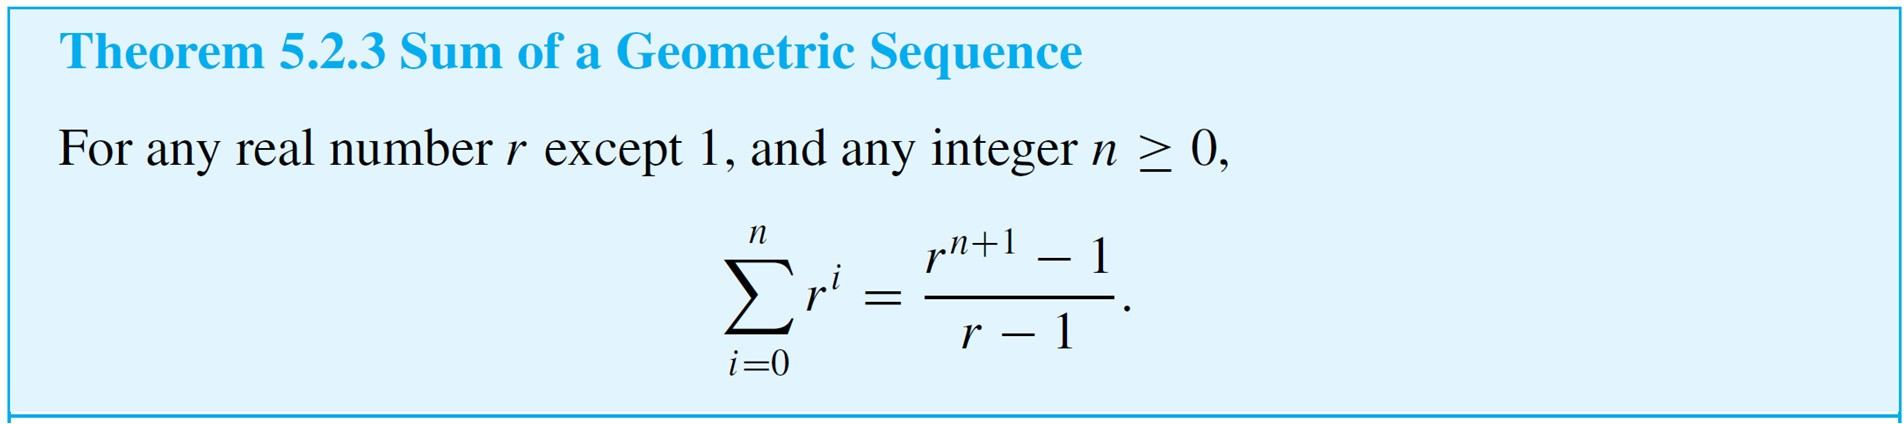 Theorem 5.2.3 Sum of a Geometric Sequence
For any real number r except 1, and any integer n ≥ 0,
∑_{i=0}^{n} r^i = (r^{n+1} − 1)/(r − 1).